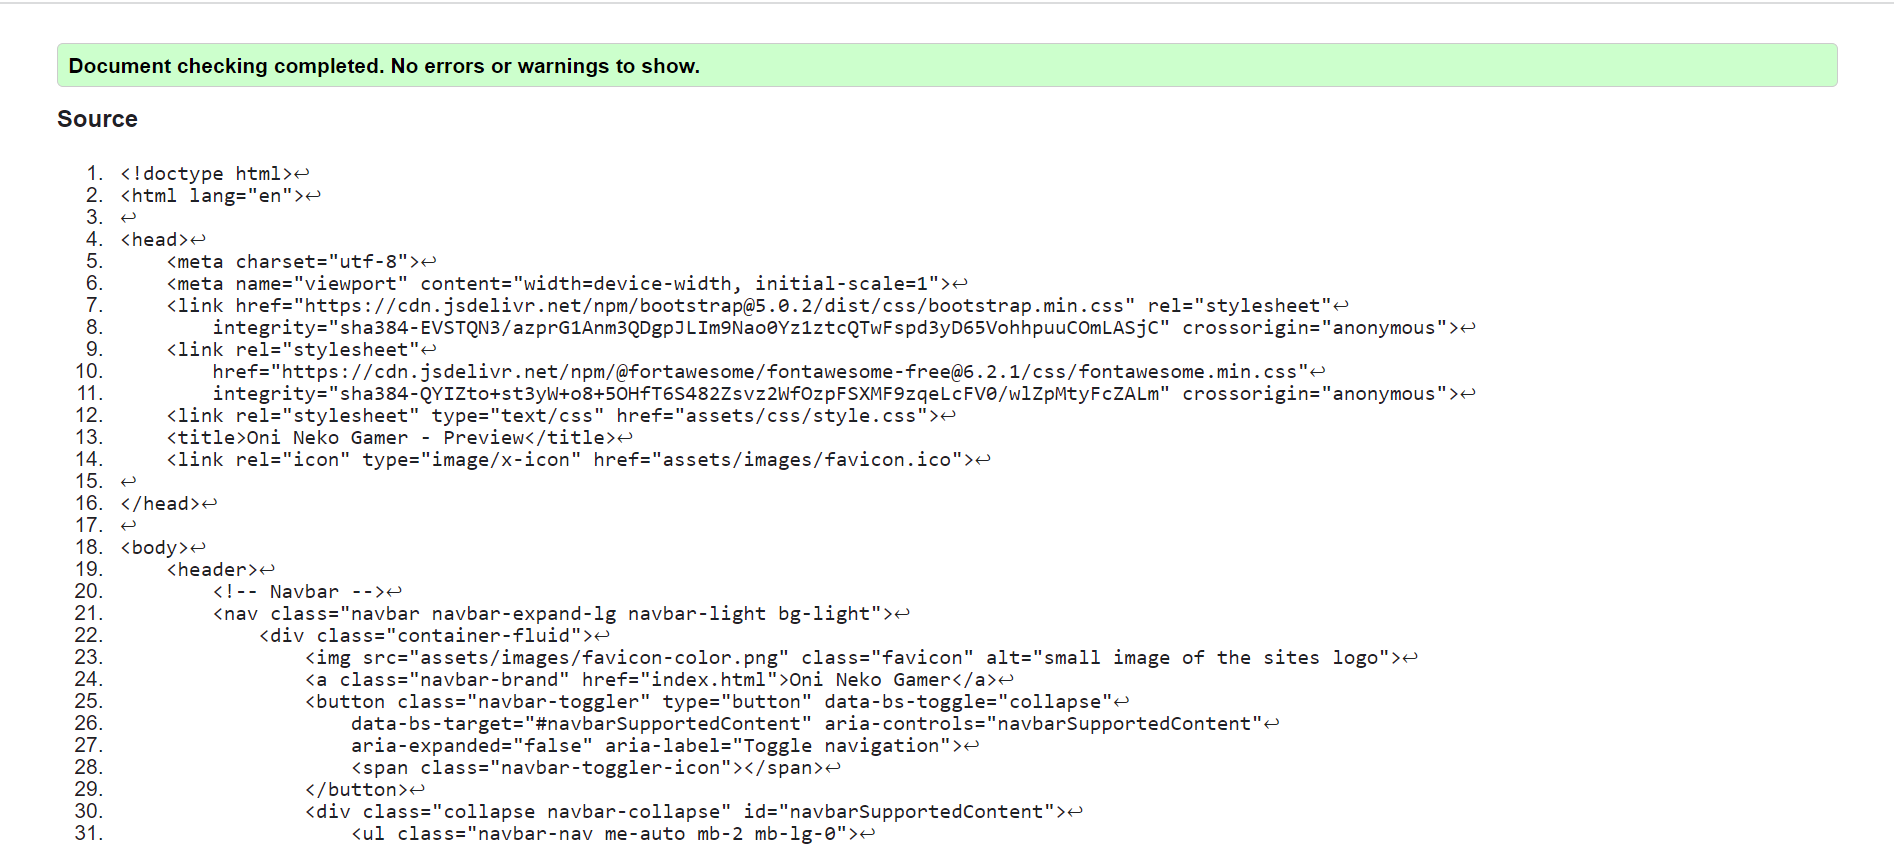 Document checking completed. No errors or warnings to show.
Source
1. <!doctype html>↩
2. <html lang="en">↩
3. ↩
4. <head>↩
5.     <meta charset="utf-8">↩
6.     <meta name="viewport" content="width=device-width, initial-scale=1">↩
7.     <link href="https://cdn.jsdelivr.net/npm/bootstrap@5.0.2/dist/css/bootstrap.min.css" rel="stylesheet"↩
8.         integrity="sha384-EVSTQN3/azprG1Anm3QDgpJLIm9Nao0Yz1ztcQTwFspd3yD65VohhpuuCOmLASjC" crossorigin="anonymous">↩
9.     <link rel="stylesheet"↩
10.         href="https://cdn.jsdelivr.net/npm/@fortawesome/fontawesome-free@6.2.1/css/fontawesome.min.css"↩
11.         integrity="sha384-QYIZto+st3yW+o8+5OHfT6S482Zsvz2WfOzpFSXMF9zqeLcFV0/wlZpMtyFcZALm" crossorigin="anonymous">↩
12.     <link rel="stylesheet" type="text/css" href="assets/css/style.css">↩
13.     <title>Oni Neko Gamer - Preview</title>↩
14.     <link rel="icon" type="image/x-icon" href="assets/images/favicon.ico">↩
15. ↩
16. </head>↩
17. ↩
18. <body>↩
19.     <header>↩
20.         <!-- Navbar -->↩
21.         <nav class="navbar navbar-expand-lg navbar-light bg-light">↩
22.             <div class="container-fluid">↩
23.                 <img src="assets/images/favicon-color.png" class="favicon" alt="small image of the sites logo">↩
24.                 <a class="navbar-brand" href="index.html">Oni Neko Gamer</a>↩
25.                 <button class="navbar-toggler" type="button" data-bs-toggle="collapse"↩
26.                     data-bs-target="#navbarSupportedContent" aria-controls="navbarSupportedContent"↩
27.                     aria-expanded="false" aria-label="Toggle navigation">↩
28.                     <span class="navbar-toggler-icon"></span>↩
29.                 </button>↩
30.                 <div class="collapse navbar-collapse" id="navbarSupportedContent">↩
31.                     <ul class="navbar-nav me-auto mb-2 mb-lg-0">↩